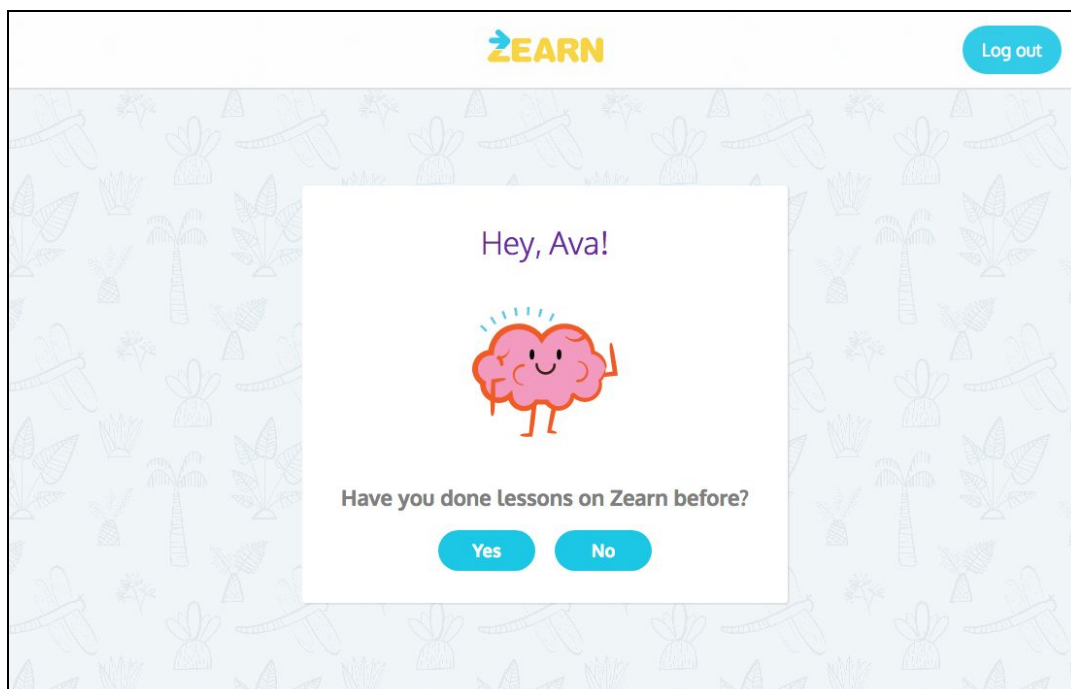 ZEARN
Log out
Hey, Ava!
Have you done lessons on Zearn before?
Yes No